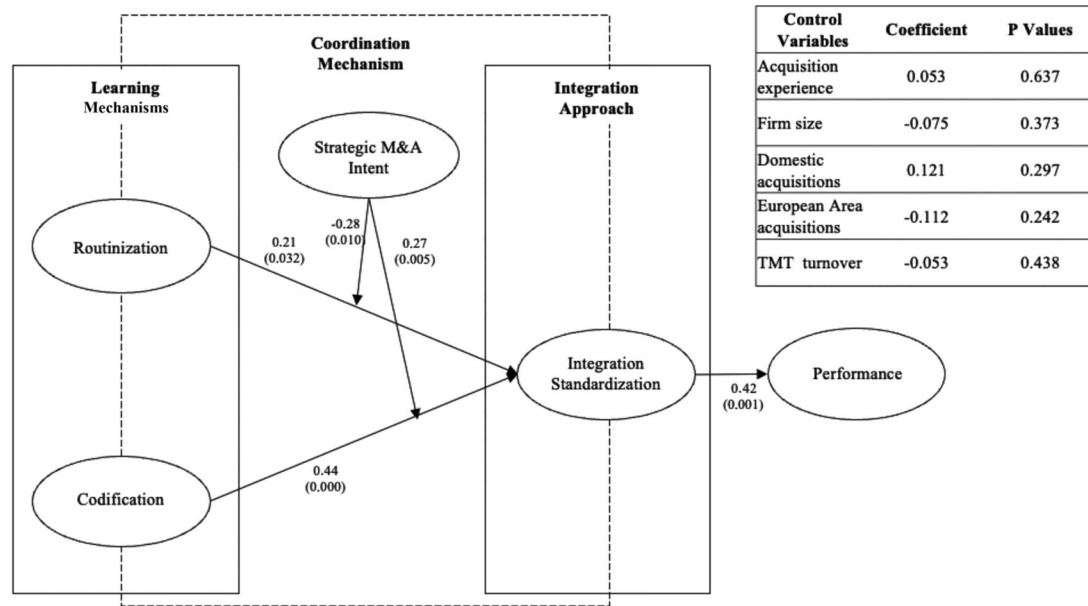 Coordination
Mechanism
Learning
Mechanisms
Integration
Approach
Strategic M&A
Intent
Routinization
0.21
(0.032)
-0.28
(0.010)
0.27
(0.005)
Integration
Standardization
0.42
(0.001)
Performance
Codification
0.44
(0.000)
Control
Variables Coefficient P Values
Acquisition
experience 0.053 0.637
Firm size -0.075 0.373
Domestic
acquisitions 0.121 0.297
European Area
acquisitions -0.112 0.242
TMT turnover -0.053 0.438